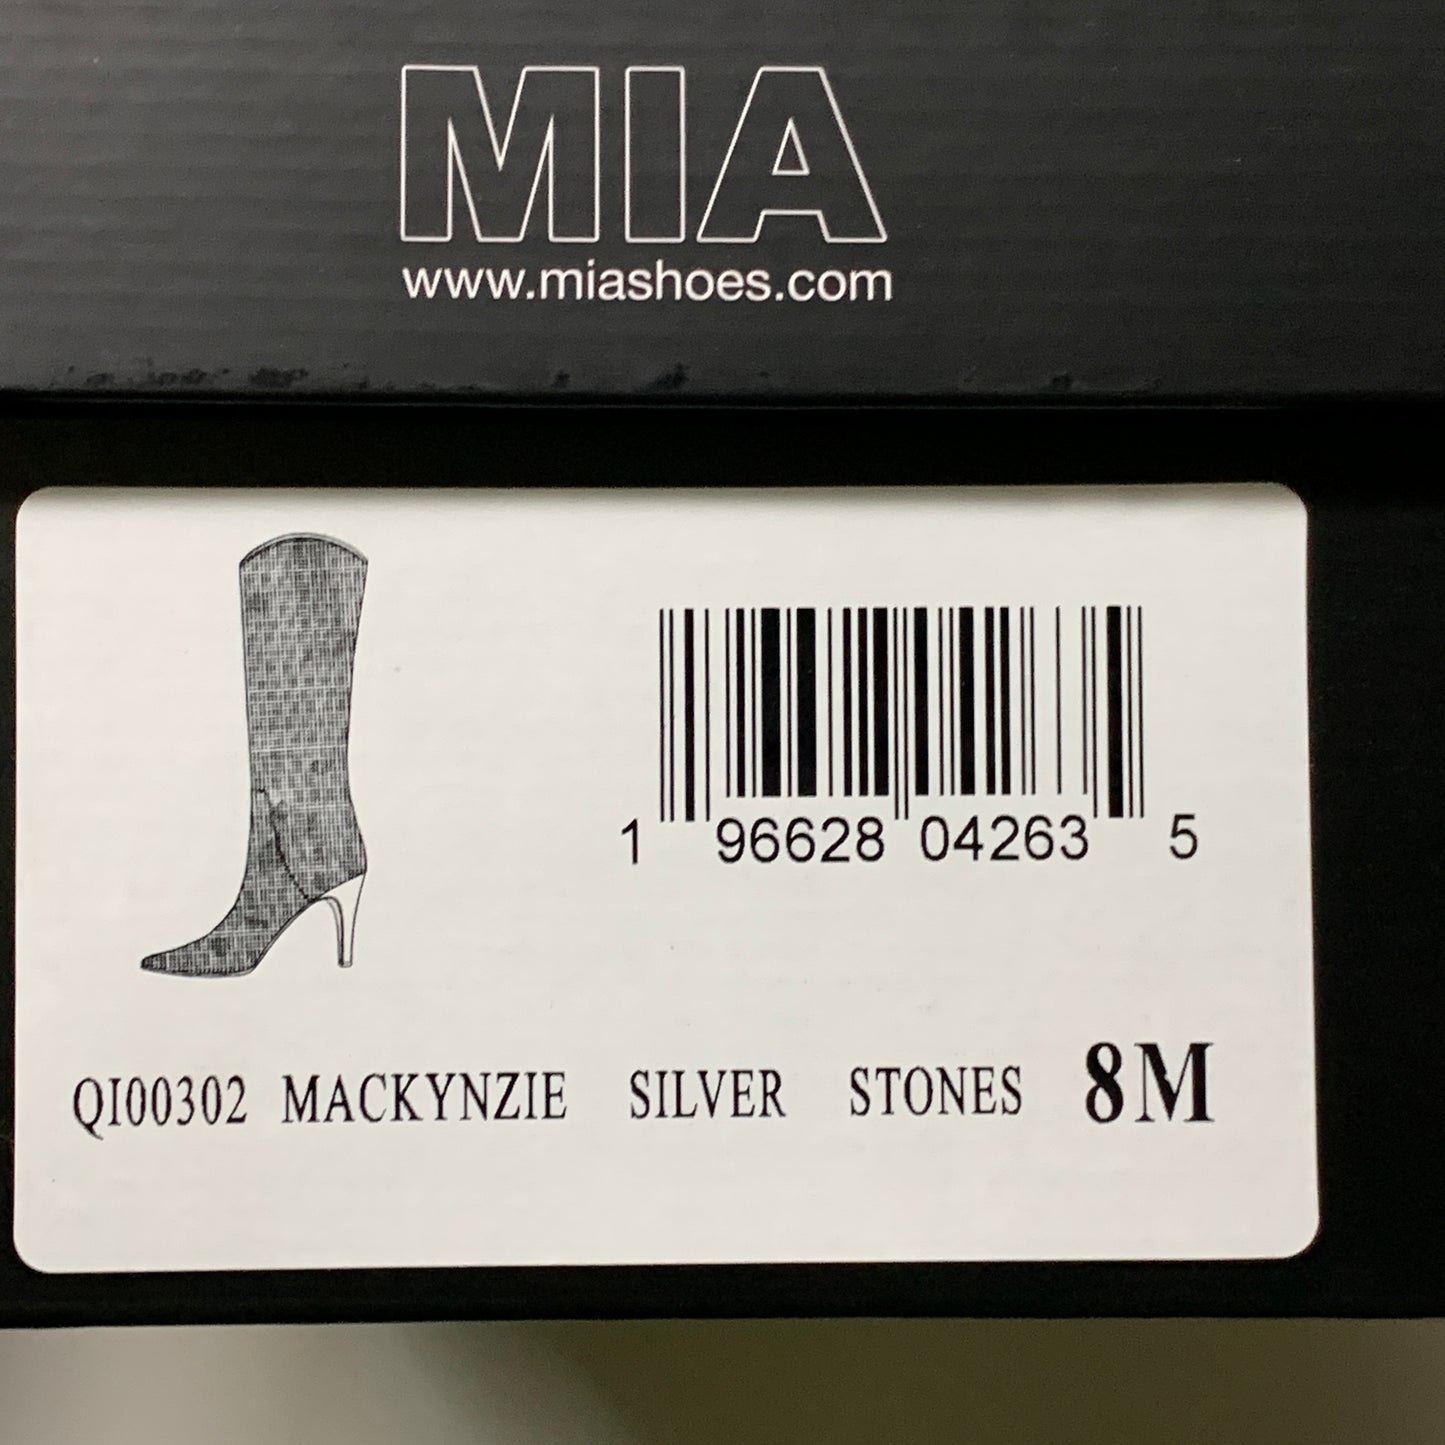 MIA
www.miashoes.com
1 96628 04263 5
QI00302 MACKYNZIE SILVER STONES 8M